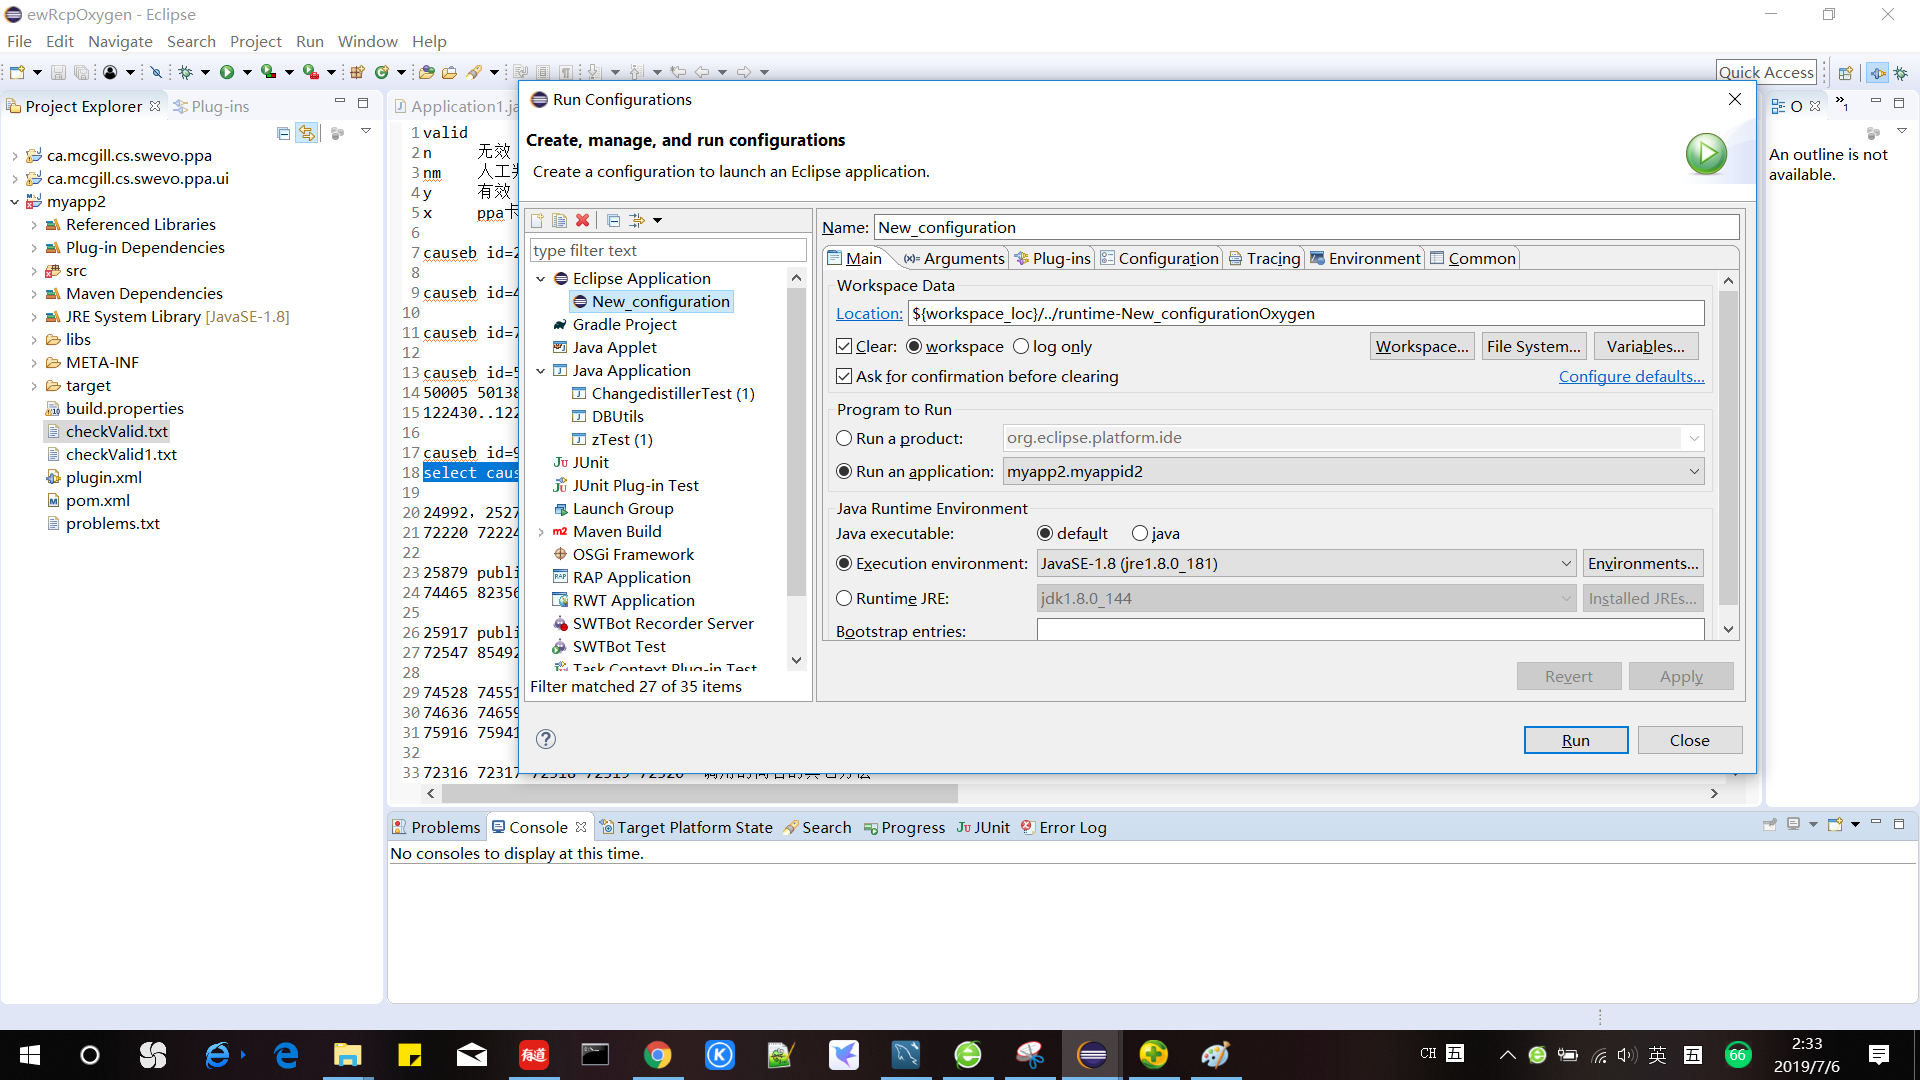 ewRcpOxygen - Eclipse
File Edit Navigate Search Project Run Window Help
Quick Access
Project Explorer
Plug-ins
ca.mcgill.cs.swevo.ppa
ca.mcgill.cs.swevo.ppa.ui
myapp2
Referenced Libraries
Plug-in Dependencies
src
Maven Dependencies
JRE System Library [JavaSE-1.8]
libs
META-INF
target
build.properties
checkValid.txt
checkValid1.txt
plugin.xml
pom.xml
problems.txt
Application1.ja
1 valid
2 n 无效
3 nm 人工
4 y 有效
5 x ppa卡
6
7 causeb id=2
8
9 causeb id=4
10
11 causeb id=7
12
13 causeb id=5
14 50005 50138
15 122430..122
16
17 causeb id=9
18 select caus
19
20 24992, 2527
21 72220 72224
22
23 25879 publi
24 74465 82356
25
26 25917 publi
27 72547 85492
28
29 74528 74551
30 74636 74659
31 75916 75941
32
33 72316 72317 72318 72319 72320
Run Configurations
Create, manage, and run configurations
Create a configuration to launch an Eclipse application.
type filter text
Eclipse Application
New_configuration
Gradle Project
Java Applet
Java Application
ChangedistillerTest (1)
DBUtils
zTest (1)
JUnit
JUnit Plug-in Test
Launch Group
Maven Build
OSGi Framework
RAP Application
RWT Application
SWTBot Recorder Server
SWTBot Test
Task Context Plug-in Test
Filter matched 27 of 35 items
Name: New_configuration
Main Arguments Plug-ins Configuration Tracing Environment Common
Workspace Data
Location: ${workspace_loc}/../runtime-New_configurationOxygen
Clear: workspace log only Workspace... File System... Variables...
Ask for confirmation before clearing Configure defaults...
Program to Run
Run a product: org.eclipse.platform.ide
Run an application: myapp2.myappid2
Java Runtime Environment
Java executable: default java
Execution environment: JavaSE-1.8 (jre1.8.0_181) Environments...
Runtime JRE: jdk1.8.0_144 Installed JREs...
Bootstrap entries:
Revert Apply
Run Close
An outline is not
available.
Problems Console Target Platform State Search Progress JUnit Error Log
No consoles to display at this time.
有道
CH 五 英 五 66
2:33
2019/7/6